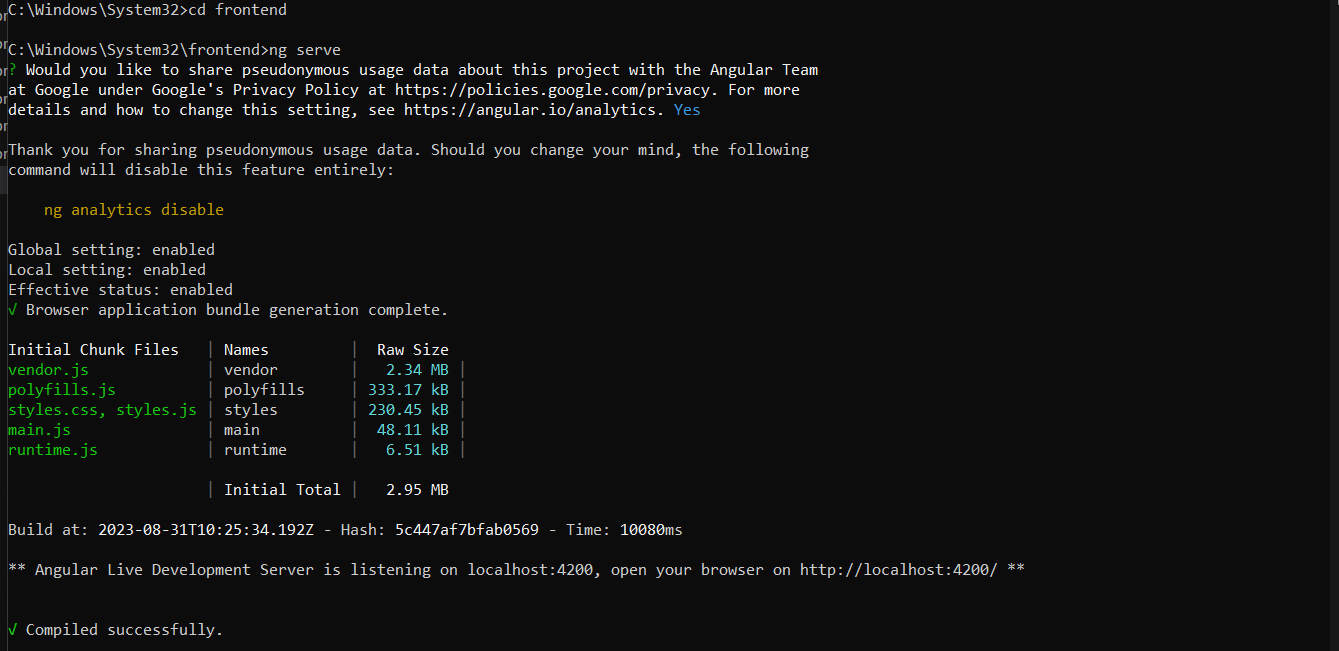 C:\Windows\System32>cd frontend
C:\Windows\System32\frontend>ng serve
? Would you like to share pseudonymous usage data about this project with the Angular Team
at Google under Google's Privacy Policy at https://policies.google.com/privacy. For more
details and how to change this setting, see https://angular.io/analytics. Yes
Thank you for sharing pseudonymous usage data. Should you change your mind, the following
command will disable this feature entirely:
ng analytics disable
Global setting: enabled
Local setting: enabled
Effective status: enabled
√ Browser application bundle generation complete.
Initial Chunk Files | Names | Raw Size
vendor.js | vendor | 2.34 MB |
polyfills.js | polyfills | 333.17 kB |
styles.css, styles.js | styles | 230.45 kB |
main.js | main | 48.11 kB |
runtime.js | runtime | 6.51 kB |
| Initial Total | 2.95 MB
Build at: 2023-08-31T10:25:34.192Z - Hash: 5c447af7bfab0569 - Time: 10080ms
** Angular Live Development Server is listening on localhost:4200, open your browser on http://localhost:4200/ **
√ Compiled successfully.